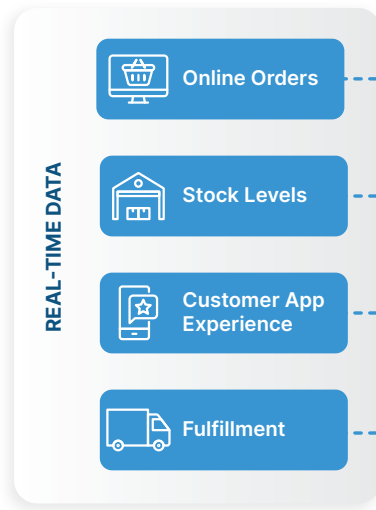 REAL-TIME DATA
Online Orders
Stock Levels
Customer App
Experience
Fulfillment